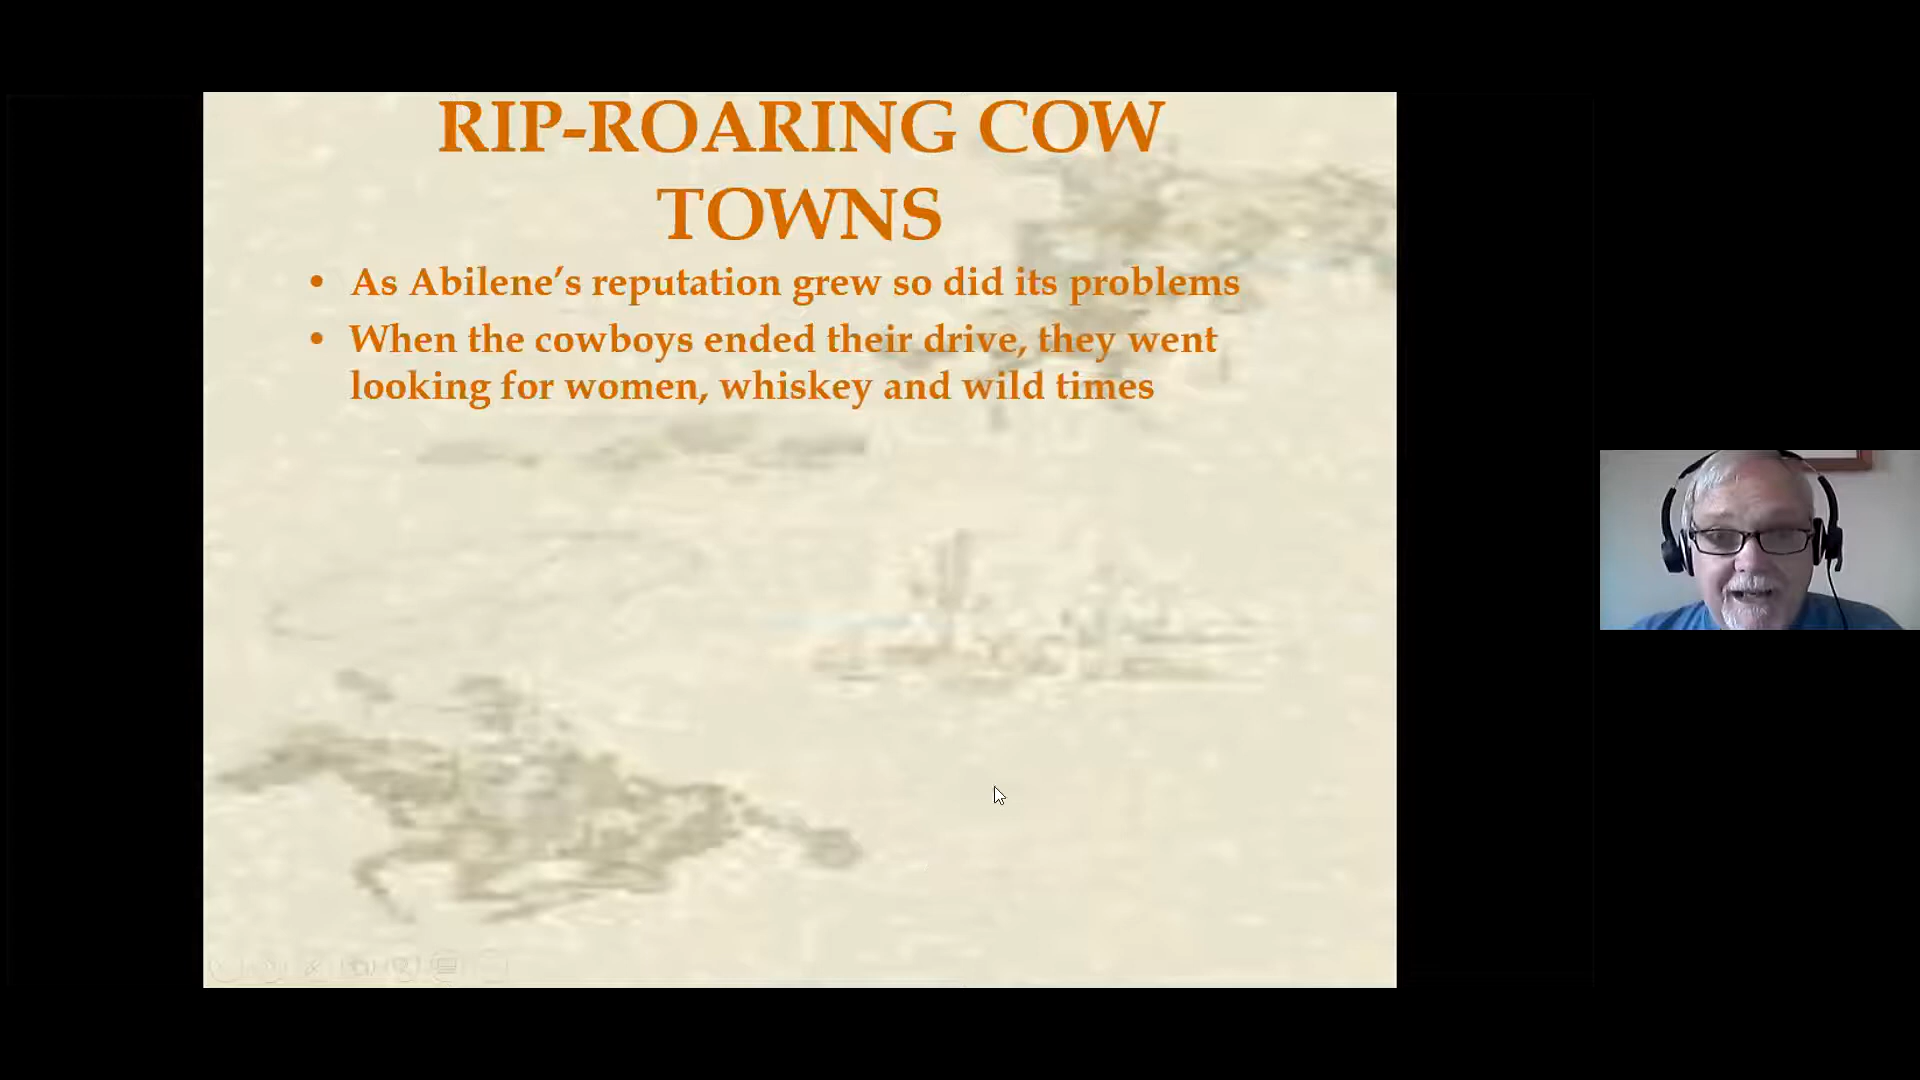 RIP-ROARING COW
TOWNS
• As Abilene’s reputation grew so did its problems
• When the cowboys ended their drive, they went
looking for women, whiskey and wild times